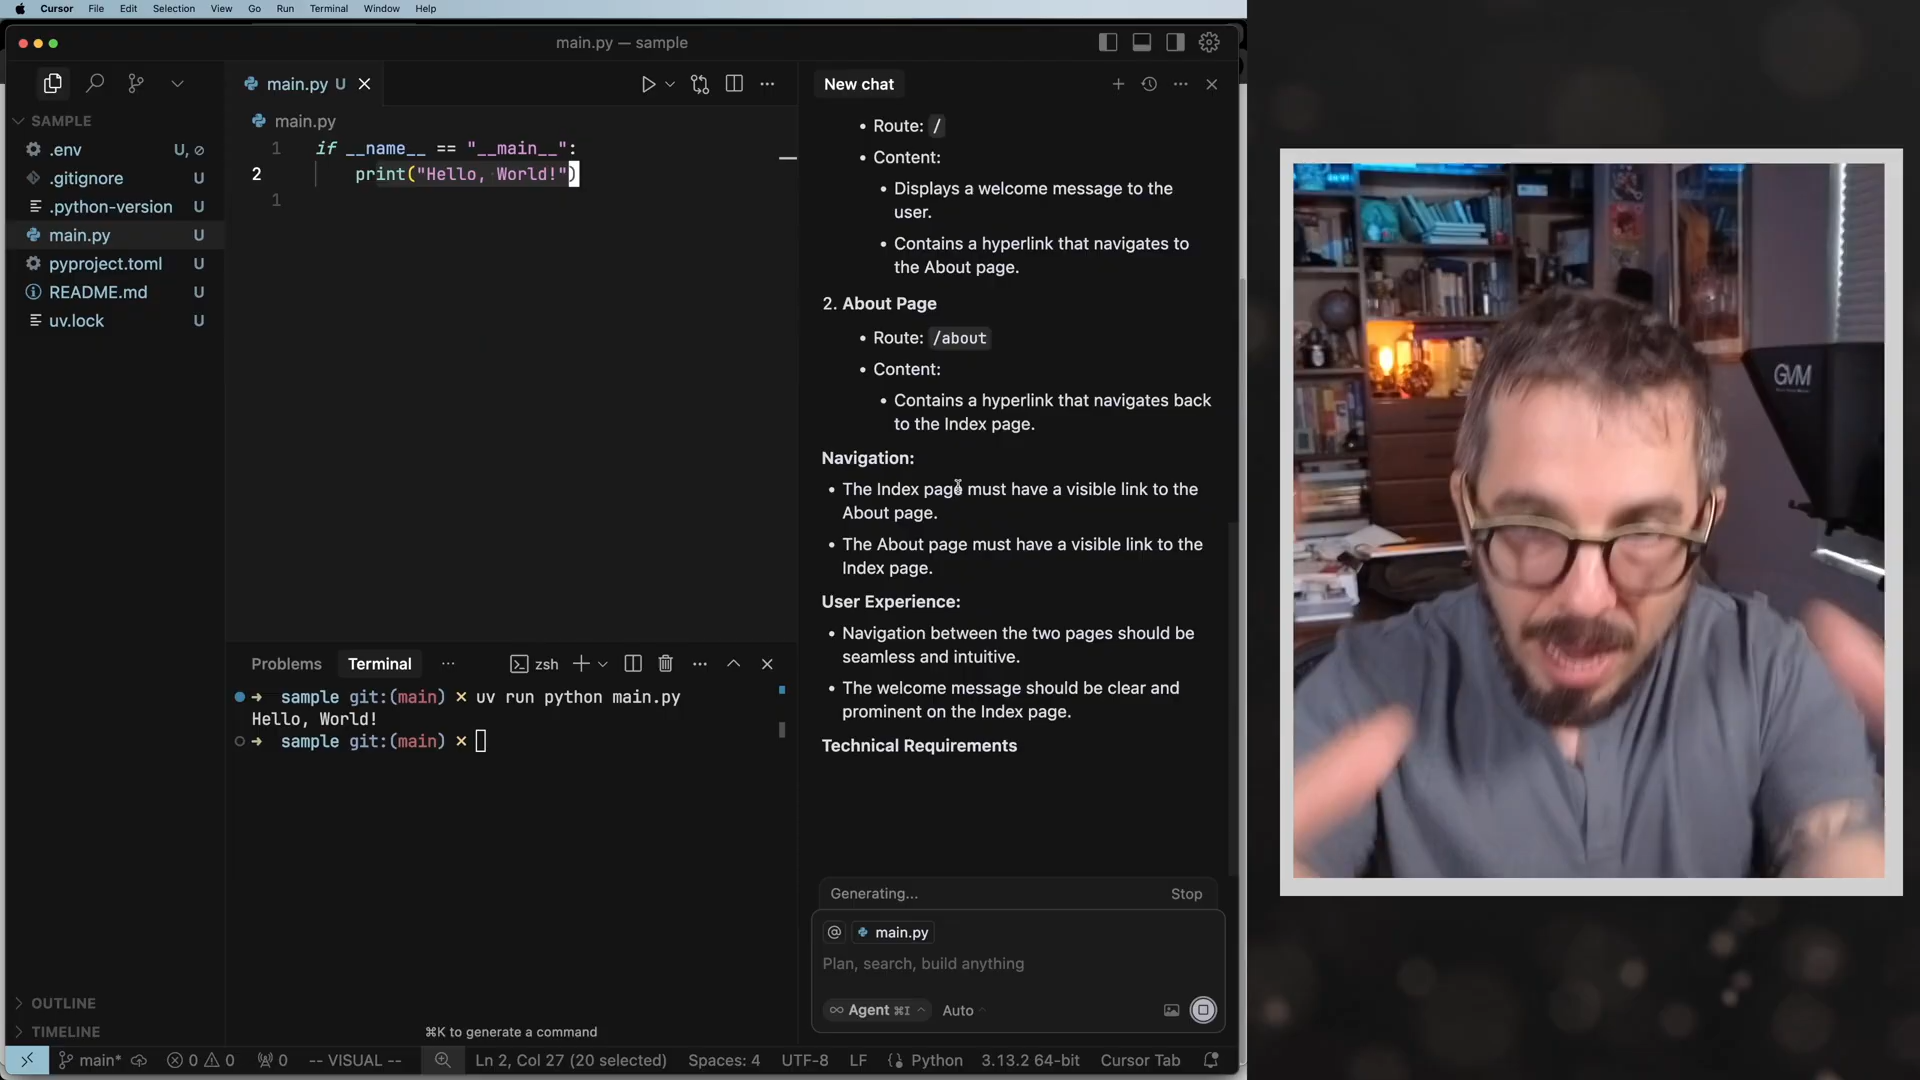 Cursor File Edit Selection View Go Run Terminal Window Help
main.py — sample
SAMPLE
.env U,
.gitignore U
.python-version U
main.py U
pyproject.toml U
README.md U
uv.lock U
OUTLINE
TIMELINE
main.py U
main.py
1 if __name__ == "__main__":
2 print("Hello, World!")
1
Problems Terminal ··· zsh
sample git:(main) × uv run python main.py
Hello, World!
sample git:(main) ×
⌘K to generate a command
New chat
• Route: /
• Content:
• Displays a welcome message to the
user.
• Contains a hyperlink that navigates to
the About page.
2. About Page
• Route: /about
• Content:
• Contains a hyperlink that navigates back
to the Index page.
Navigation:
• The Index page must have a visible link to the
About page.
• The About page must have a visible link to the
Index page.
User Experience:
• Navigation between the two pages should be
seamless and intuitive.
• The welcome message should be clear and
prominent on the Index page.
Technical Requirements
Generating... Stop
@ main.py
Plan, search, build anything
∞ Agent ⌘I Auto
main* 0 0 0 -- VISUAL -- Ln 2, Col 27 (20 selected) Spaces: 4 UTF-8 LF Python 3.13.2 64-bit Cursor Tab
GVM